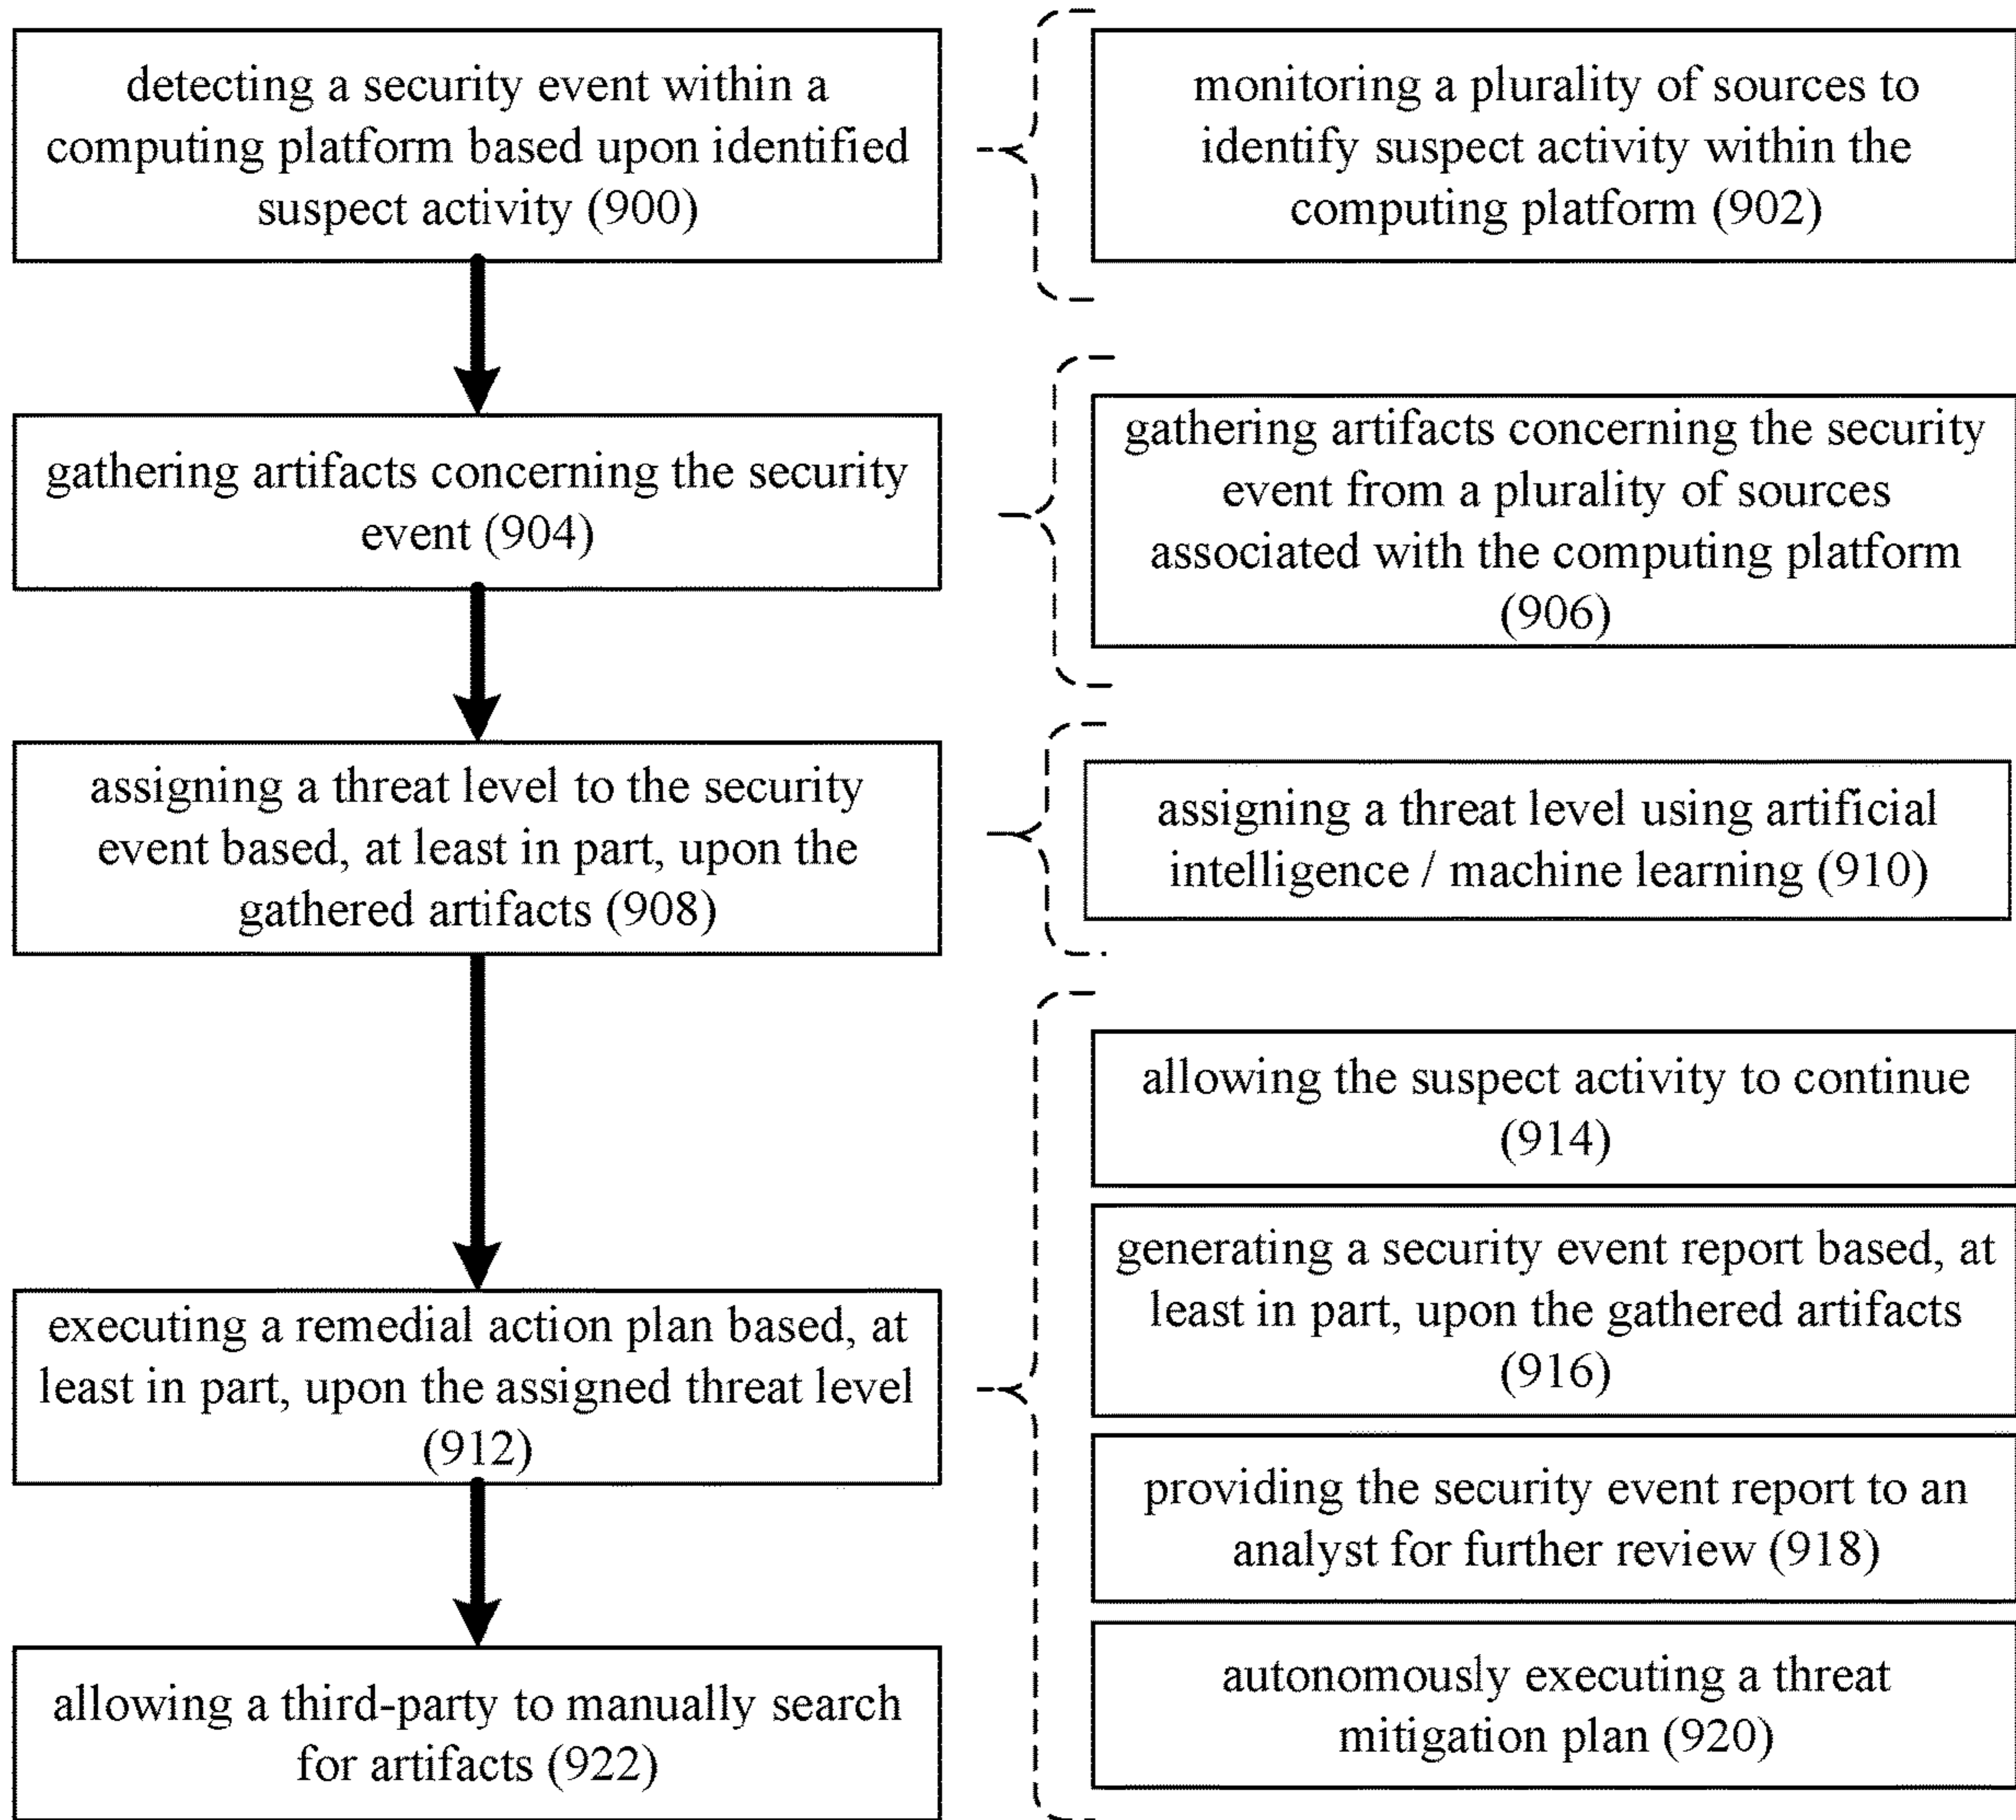 detecting a security event within a
computing platform based upon identified
suspect activity (900)
monitoring a plurality of sources to
identify suspect activity within the
computing platform (902)
gathering artifacts concerning the security
event (904)
gathering artifacts concerning the security
event from a plurality of sources
associated with the computing platform
(906)
assigning a threat level to the security
event based, at least in part, upon the
gathered artifacts (908)
assigning a threat level using artificial
intelligence / machine learning (910)
executing a remedial action plan based, at
least in part, upon the assigned threat level
(912)
allowing the suspect activity to continue
(914)
generating a security event report based, at
least in part, upon the gathered artifacts
(916)
providing the security event report to an
analyst for further review (918)
autonomously executing a threat
mitigation plan (920)
allowing a third-party to manually search
for artifacts (922)